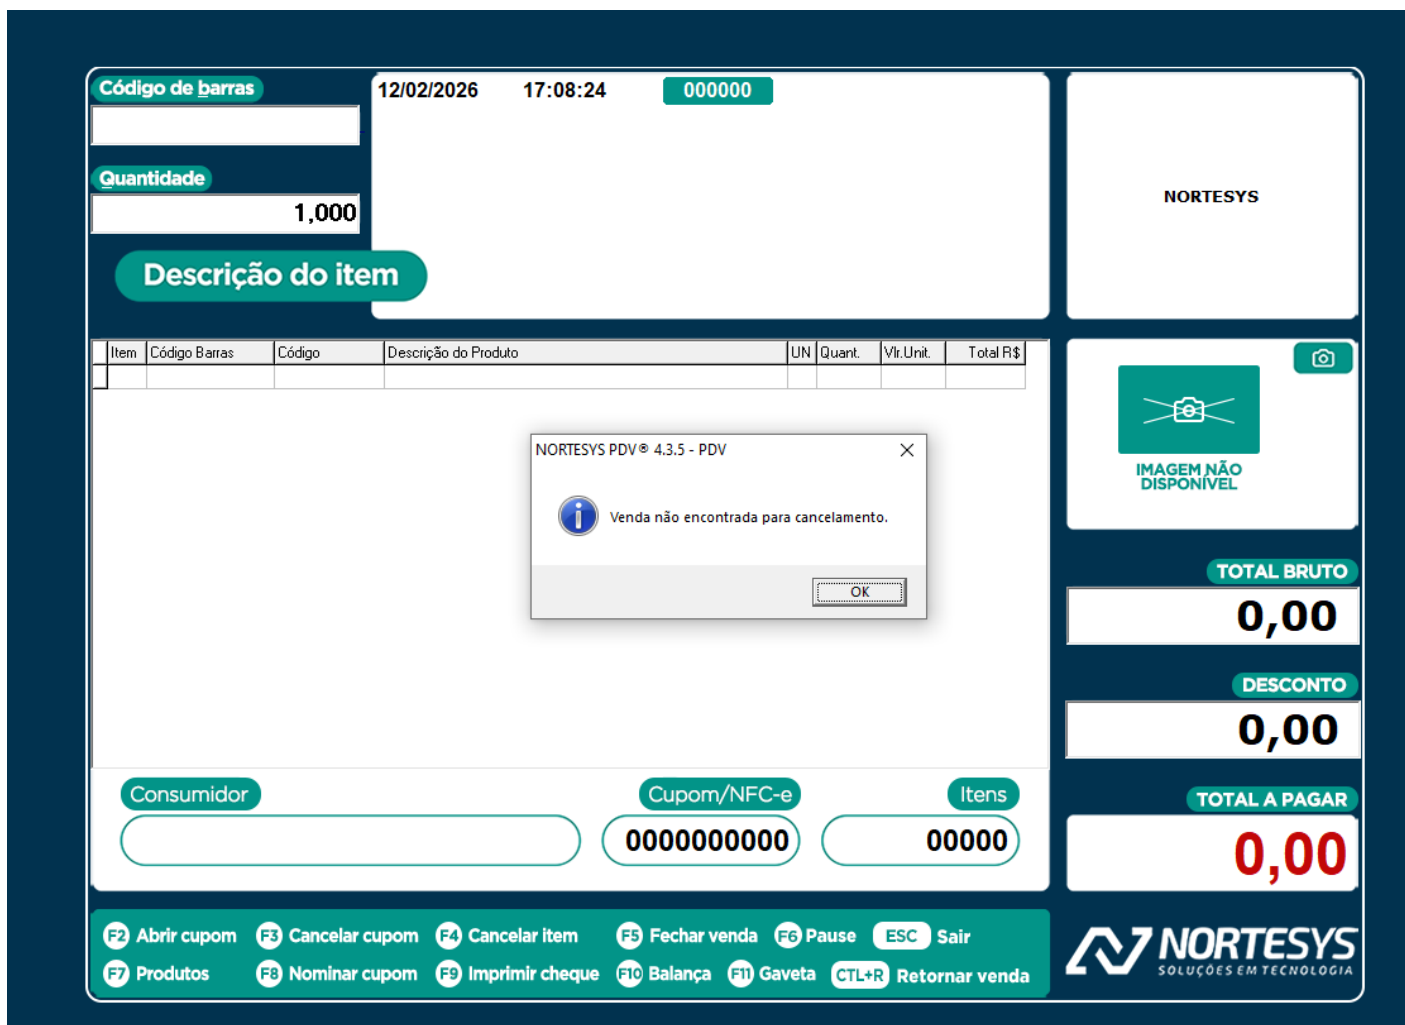 Código de barras
12/02/2026 17:08:24 000000
Quantidade
1,000
NORTESYS
Descrição do item
Item Código Barras Código Descrição do Produto UN Quant. Vlr.Unit. Total R$
IMAGEM NÃO
DISPONÍVEL
NORTESYS PDV® 4.3.5 - PDV
Venda não encontrada para cancelamento.
OK
TOTAL BRUTO
0,00
DESCONTO
0,00
Consumidor Cupom/NFC-e Itens
0000000000 00000
TOTAL A PAGAR
0,00
F2 Abrir cupom F3 Cancelar cupom F4 Cancelar item F5 Fechar venda F6 Pause ESC Sair
F7 Produtos F8 Nominar cupom F9 Imprimir cheque F10 Balança F11 Gaveta CTL+R Retornar venda
NORTESYS
SOLUÇÕES EM TECNOLOGIA